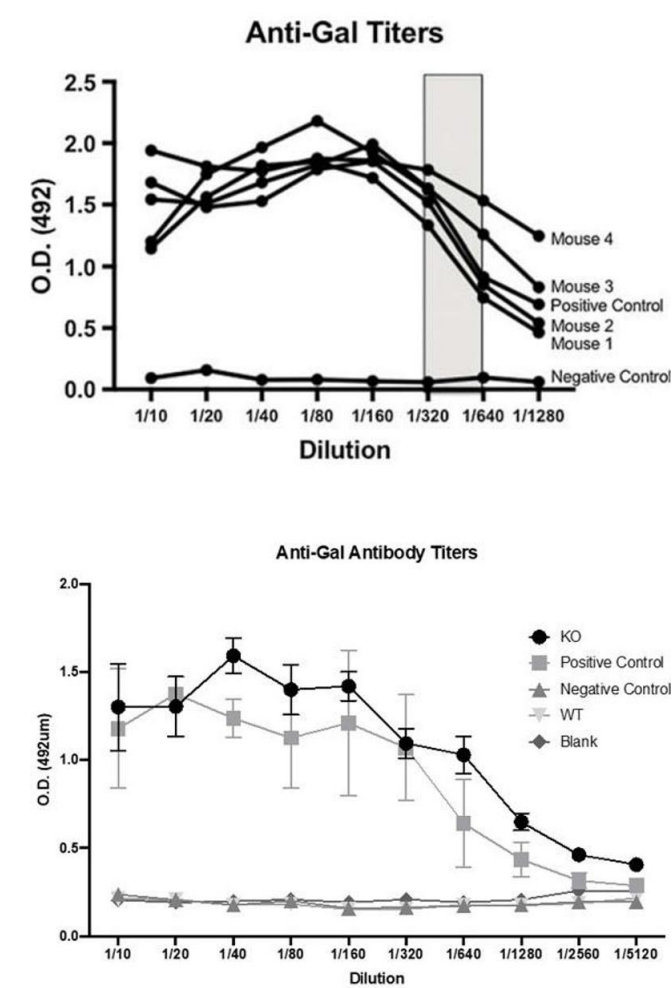 Anti-Gal Titers
O.D. (492)
2.5
2.0
1.5
1.0
0.5
0.0
Mouse 4
Mouse 3
Positive Control
Mouse 2
Mouse 1
Negative Control
1/10 1/20 1/40 1/80 1/160 1/320 1/640 1/1280
Dilution
Anti-Gal Antibody Titers
O.D. (492um)
2.0
1.5
1.0
0.5
0.0
KO
Positive Control
Negative Control
WT
Blank
1/10 1/20 1/40 1/80 1/160 1/320 1/640 1/1280 1/2560 1/5120
Dilution